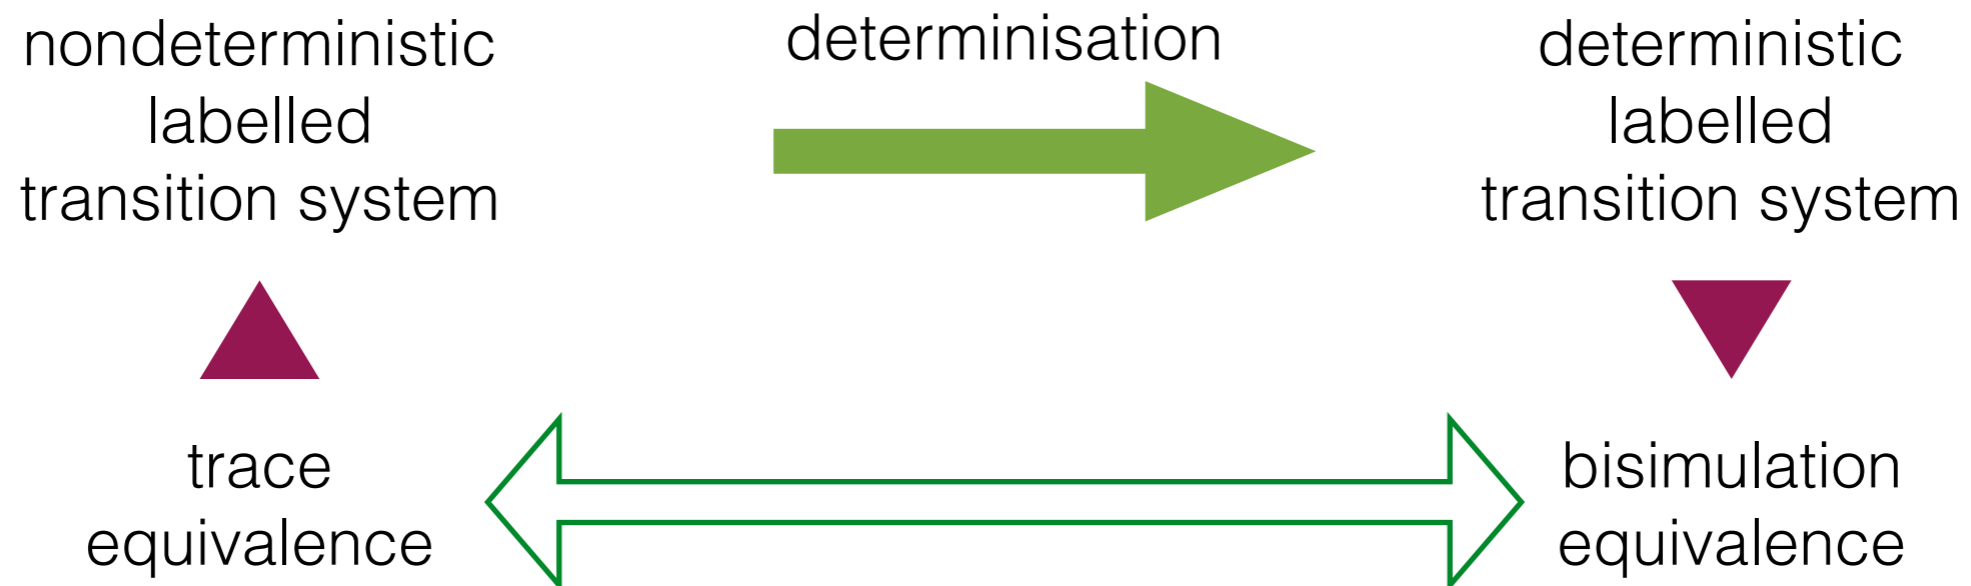 nondeterministic
labelled
transition system
determinisation
deterministic
labelled
transition system
trace
equivalence
bisimulation
equivalence